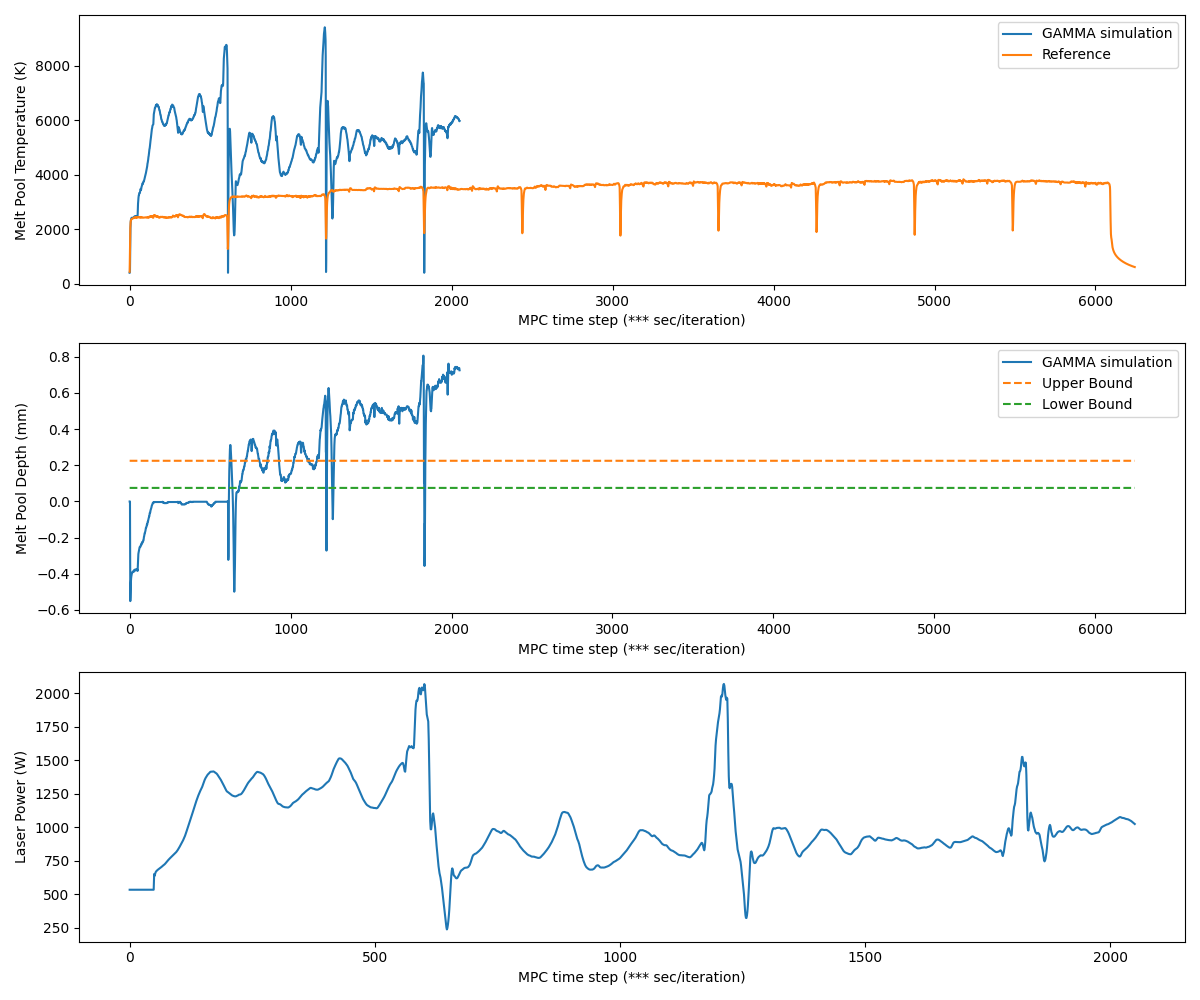 Melt Pool Temperature (K)
8000
6000
4000
2000
0
GAMMA simulation
Reference
0 1000 2000 3000 4000 5000 6000
MPC time step (*** sec/iteration)
Melt Pool Depth (mm)
0.8
0.6
0.4
0.2
0.0
−0.2
−0.4
−0.6
GAMMA simulation
Upper Bound
Lower Bound
0 1000 2000 3000 4000 5000 6000
MPC time step (*** sec/iteration)
Laser Power (W)
2000
1750
1500
1250
1000
750
500
250
0 500 1000 1500 2000
MPC time step (*** sec/iteration)